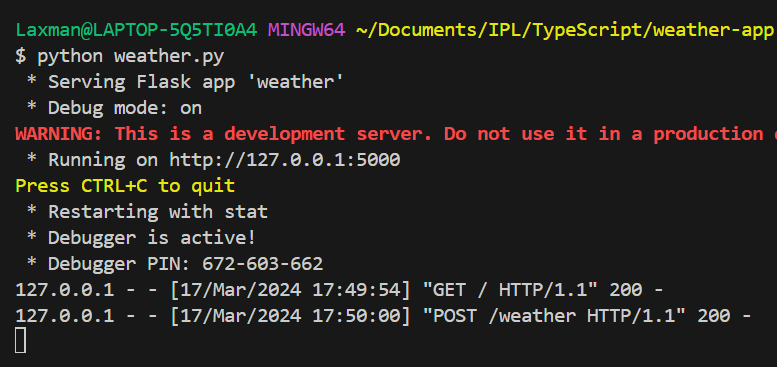 Laxman@LAPTOP-5Q5TI0A4 MINGW64 ~/Documents/IPL/TypeScript/weather-app
$ python weather.py
 * Serving Flask app 'weather'
 * Debug mode: on
WARNING: This is a development server. Do not use it in a production
 * Running on http://127.0.0.1:5000
Press CTRL+C to quit
 * Restarting with stat
 * Debugger is active!
 * Debugger PIN: 672-603-662
127.0.0.1 - - [17/Mar/2024 17:49:54] "GET / HTTP/1.1" 200 -
127.0.0.1 - - [17/Mar/2024 17:50:00] "POST /weather HTTP/1.1" 200 -